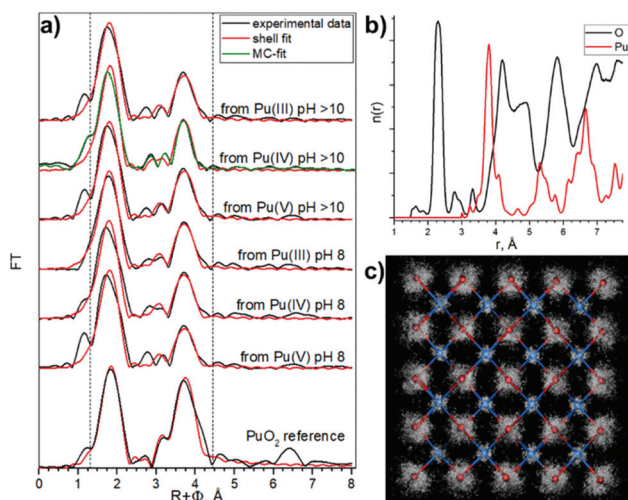 a)
experimental data
shell fit
MC-fit
from Pu(III) pH >10
from Pu(IV) pH >10
from Pu(V) pH >10
from Pu(III) pH 8
from Pu(IV) pH 8
from Pu(V) pH 8
PuO₂ reference
FT
0 1 2 3 4 5 6 7 8
R+Φ, Å
b)
O
Pu
n(r)
1 2 3 4 5 6 7
r, Å
c)